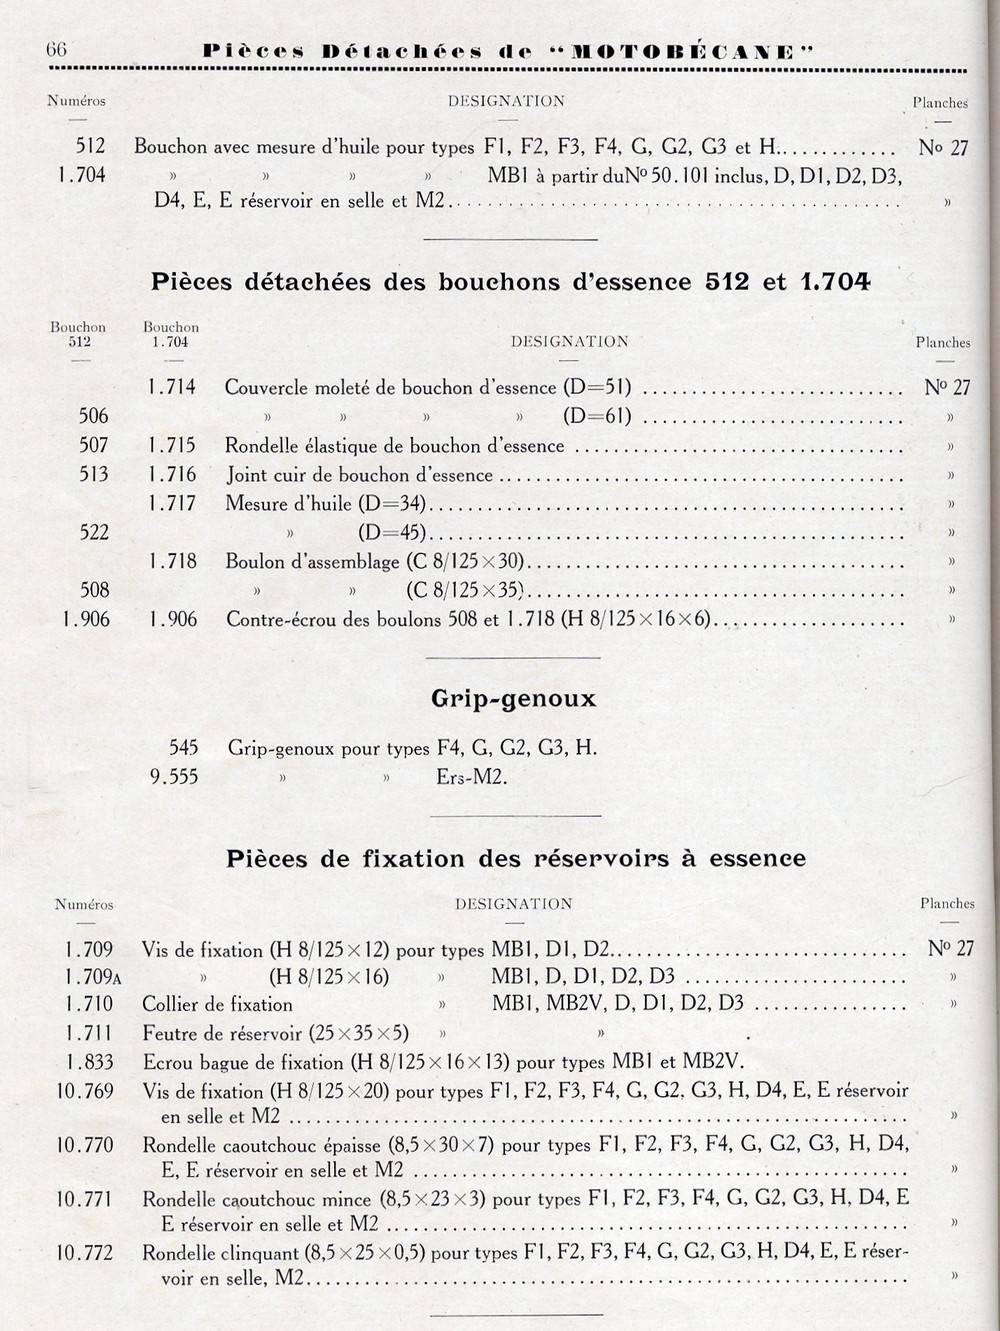 66 Pièces Détachées de “MOTOBÉCANE”
Numéros DESIGNATION Planches
512 Bouchon avec mesure d'huile pour types F1, F2, F3, F4, G, G2, G3 et H.............. Nº 27
1.704 » » » » MB1 à partir du Nº 50.101 inclus, D, D1, D2, D3,
D4, E, E réservoir en selle et M2.......................................... »
Pièces détachées des bouchons d'essence 512 et 1.704
Bouchon Bouchon
512 1.704 DESIGNATION Planches
1.714 Couvercle moleté de bouchon d'essence (D=51) ........................... Nº 27
506 » » » » (D=61) ........................... »
507 1.715 Rondelle élastique de bouchon d'essence .................................. »
513 1.716 Joint cuir de bouchon d'essence .......................................... »
1.717 Mesure d'huile (D=34)................................................. »
522 » (D=45)................................................. »
1.718 Boulon d'assemblage (C 8/125×30)....................................... »
508 » » (C 8/125×35)....................................... »
1.906 1.906 Contre-écrou des boulons 508 et 1.718 (H 8/125×16×6).................... »
Grip-genoux
545 Grip-genoux pour types F4, G, G2, G3, H.
9.555 » » Ers-M2.
Pièces de fixation des réservoirs à essence
Numéros DESIGNATION Planches
1.709 Vis de fixation (H 8/125×12) pour types MB1, D1, D2............................... Nº 27
1.709A » (H 8/125×16) » MB1, D, D1, D2, D3 ....................... »
1.710 Collier de fixation » MB1, MB2V, D, D1, D2, D3 ................ »
1.711 Feutre de réservoir (25×35×5) » » .
1.833 Ecrou bague de fixation (H 8/125×16×13) pour types MB1 et MB2V.
10.769 Vis de fixation (H 8/125×20) pour types F1, F2, F3, F4, G, G2, G3, H, D4, E, E réservoir
en selle et M2 ................................................................ »
10.770 Rondelle caoutchouc épaisse (8,5×30×7) pour types F1, F2, F3, F4, G, G2, G3, H, D4,
E, E réservoir en selle et M2 ................................................... »
10.771 Rondelle caoutchouc mince (8,5×23×3) pour types F1, F2, F3, F4, G, G2, G3, H, D4, E
E réservoir en selle et M2 ...................................................... »
10.772 Rondelle clinquant (8,5×25×0,5) pour types F1, F2, F3, F4, G, G2, G3, H, D4, E, E réser-
voir en selle, M2.............................................................. »